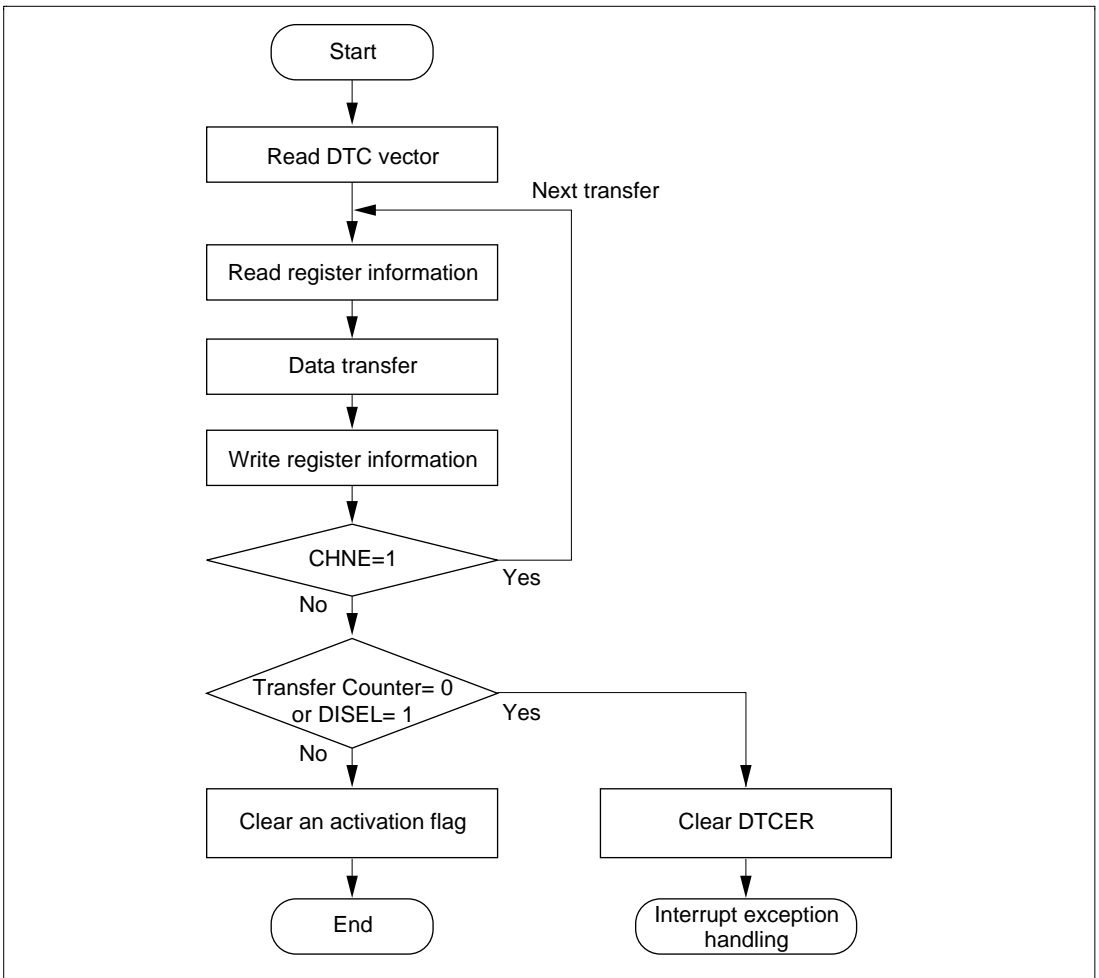 Start
Read DTC vector
Next transfer
Read register information
Data transfer
Write register information
CHNE=1
Yes
No
Transfer Counter= 0
or DISEL= 1
Yes
No
Clear an activation flag
Clear DTCER
End
Interrupt exception
handling